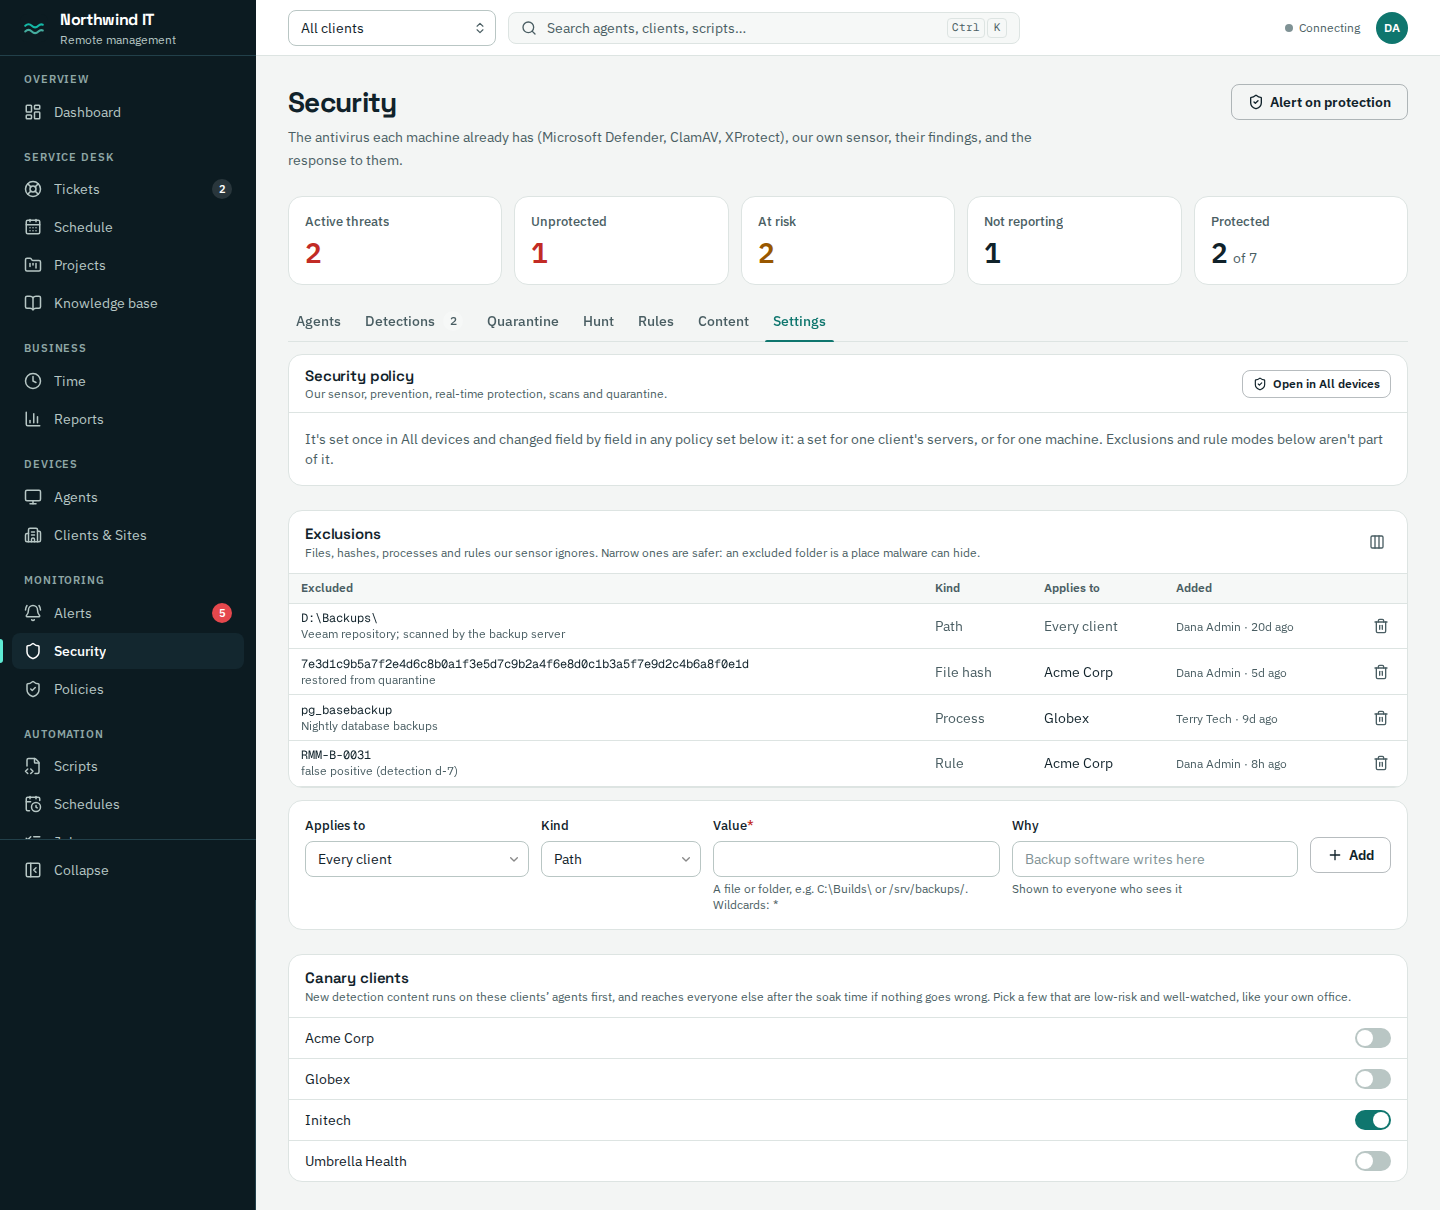 Northwind IT
Remote management
All clients
Search agents, clients, scripts...
Ctrl K
Connecting
DA
OVERVIEW
Dashboard
SERVICE DESK
Tickets 2
Schedule
Projects
Knowledge base
BUSINESS
Time
Reports
DEVICES
Agents
Clients & Sites
MONITORING
Alerts 5
Security
Policies
AUTOMATION
Scripts
Schedules
Collapse
Security
Alert on protection
The antivirus each machine already has (Microsoft Defender, ClamAV, XProtect), our own sensor, their findings, and the
response to them.
Active threats
2
Unprotected
1
At risk
2
Not reporting
1
Protected
2 of 7
Agents Detections 2 Quarantine Hunt Rules Content Settings
Security policy
Our sensor, prevention, real-time protection, scans and quarantine.
Open in All devices
It's set once in All devices and changed field by field in any policy set below it: a set for one client's servers, or for one machine. Exclusions and rule modes below aren't part
of it.
Exclusions
Files, hashes, processes and rules our sensor ignores. Narrow ones are safer: an excluded folder is a place malware can hide.
Excluded Kind Applies to Added
D:\Backups\
Veeam repository; scanned by the backup server
Path Every client Dana Admin · 20d ago
7e3d1c9b5a7f2e4d6c8b0a1f3e5d7c9b2a4f6e8d0c1b3a5f7e9d2c4b6a8f0e1d
restored from quarantine
File hash Acme Corp Dana Admin · 5d ago
pg_basebackup
Nightly database backups
Process Globex Terry Tech · 9d ago
RMM-B-0031
false positive (detection d-7)
Rule Acme Corp Dana Admin · 8h ago
Applies to Kind Value* Why
Every client Path Backup software writes here Add
A file or folder, e.g. C:\Builds\ or /srv/backups/.
Wildcards: *
Shown to everyone who sees it
Canary clients
New detection content runs on these clients’ agents first, and reaches everyone else after the soak time if nothing goes wrong. Pick a few that are low-risk and well-watched, like your own office.
Acme Corp
Globex
Initech
Umbrella Health